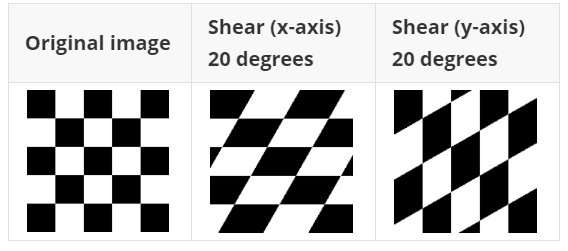 Original image
Shear (x-axis)
20 degrees
Shear (y-axis)
20 degrees